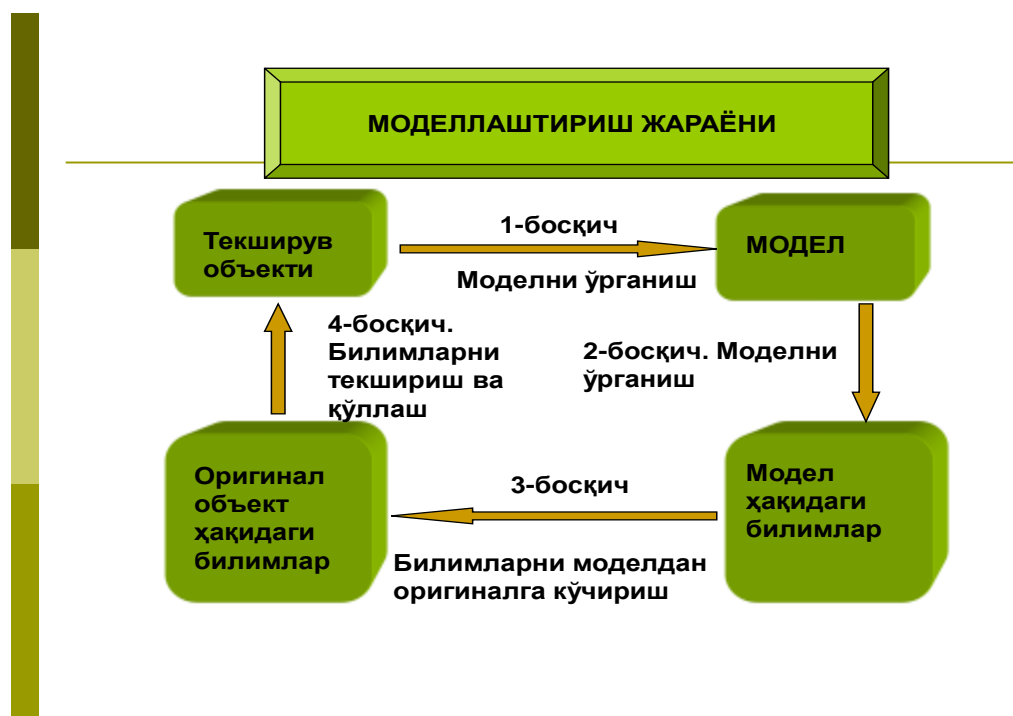 МОДЕЛЛАШТИРИШ ЖАРАЁНИ
Текширув
объекти
1-босқич
Моделни ўрганиш
МОДЕЛ
4-босқич.
Билимларни
текшириш ва
қўллаш
2-босқич. Моделни
ўрганиш
Оригинал
объект
ҳақидаги
билимлар
3-босқич
Билимларни моделдан
оригиналга кўчириш
Модел
ҳақидаги
билимлар